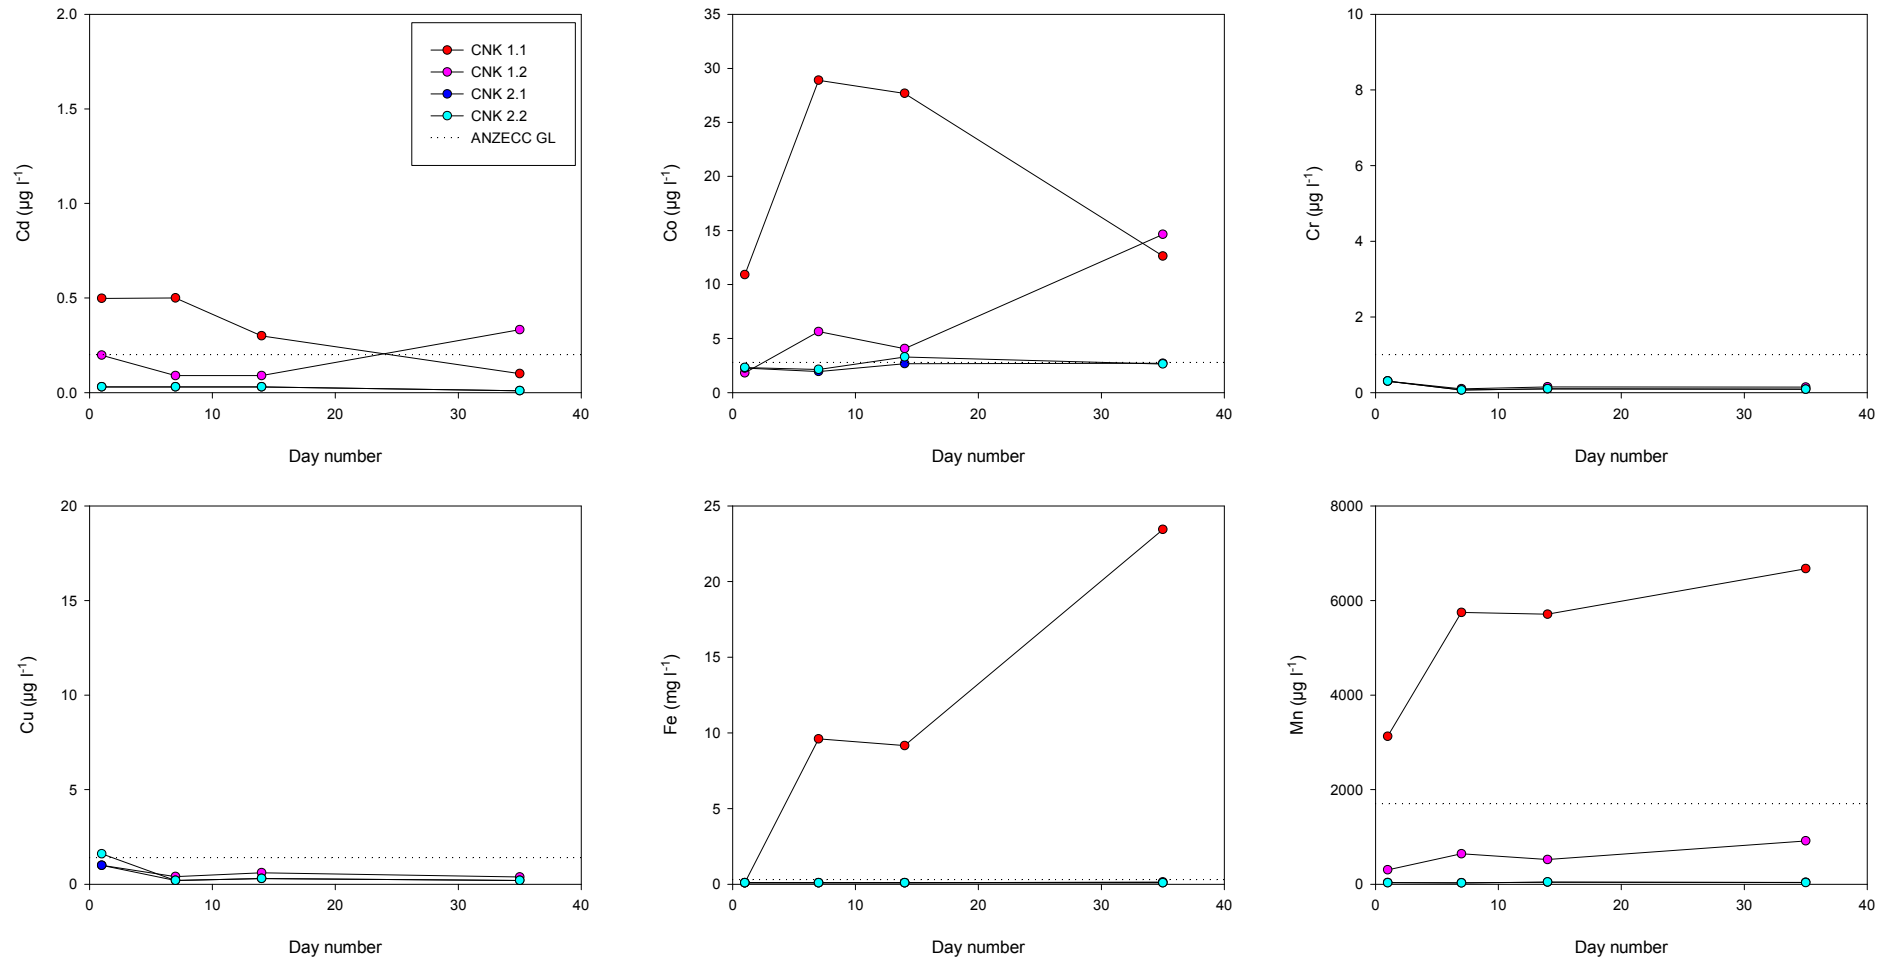 2.0
1.5
1.0
0.5
0.0
0 10 20 30 40
Cd (µg l-1)
Day number
CNK 1.1
CNK 1.2
CNK 2.1
CNK 2.2
ANZECC GL
35
30
25
20
15
10
5
0
0 10 20 30 40
Co (µg l-1)
Day number
10
8
6
4
2
0
0 10 20 30 40
Cr (µg l-1)
Day number
20
15
10
5
0
0 10 20 30 40
Cu (µg l-1)
Day number
25
20
15
10
5
0
0 10 20 30 40
Fe (mg l-1)
Day number
8000
6000
4000
2000
0
0 10 20 30 40
Mn (µg l-1)
Day number